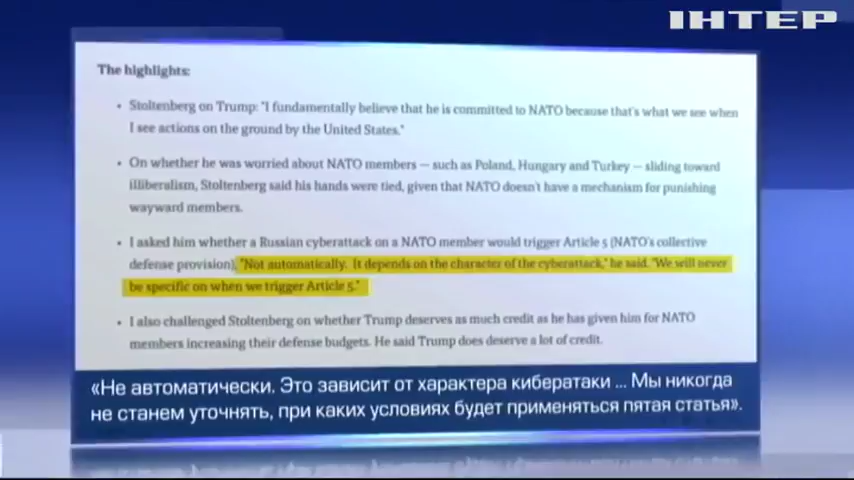 ІНТЕР
The highlights:
• Stoltenberg on Trump: "I fundamentally believe that he is committed to NATO because that's what we see when
I see actions on the ground by the United States."
• On whether he was worried about NATO members — such as Poland, Hungary and Turkey — sliding toward
illiberalism, Stoltenberg said his hands were tied, given that NATO doesn't have a mechanism for punishing
wayward members.
• I asked him whether a Russian cyberattack on a NATO member would trigger Article 5 (NATO's collective
defense provision). "Not automatically. It depends on the character of the cyberattack," he said. "We will never
be specific on when we trigger Article 5."
• I also challenged Stoltenberg on whether Trump deserves as much credit as he has given him for NATO
members increasing their defense budgets. He said Trump does deserve a lot of credit.
«Не автоматически. Это зависит от характера кибератаки ... Мы никогда
не станем уточнять, при каких условиях будет применяться пятая статья».